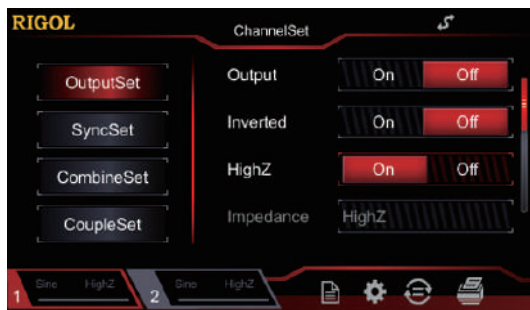 RIGOL
ChannelSet
OutputSet
SyncSet
CombineSet
CoupleSet
Output On Off
Inverted On Off
HighZ On Off
Impedance HighZ
1 Sine HighZ
2 Sine HighZ